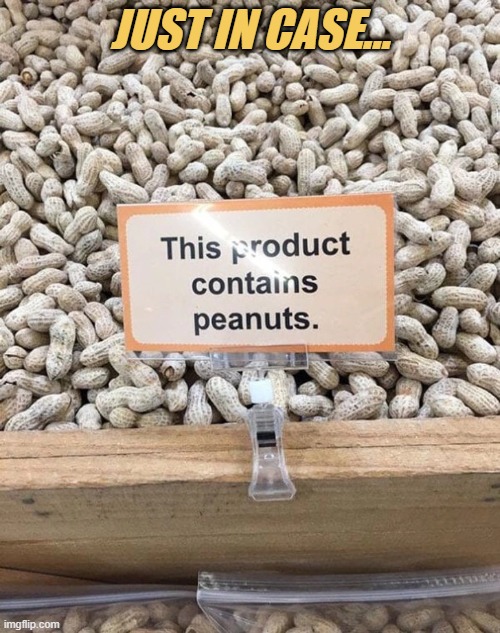 JUST IN CASE...
This product
contains
peanuts.
imgflip.com